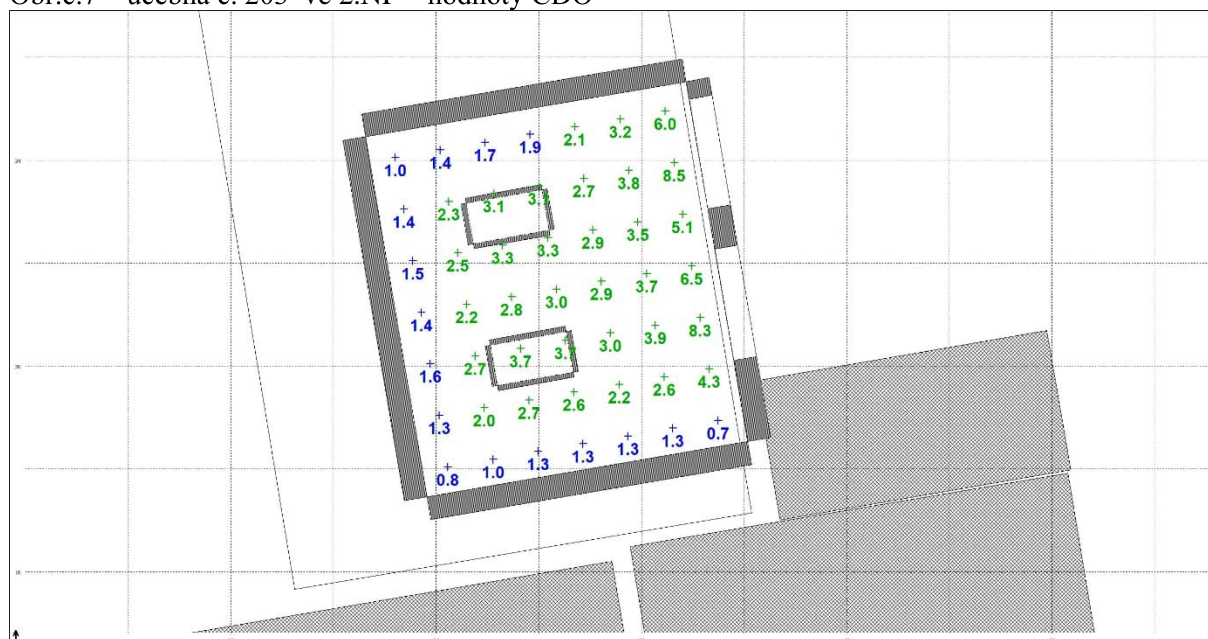 Obr.č.7 – učebna č. 203 ve 2.NP – hodnoty ČDO
1.0 1.4 1.7 1.9 2.1 3.2 6.0
1.4 2.3 3.1 2.7 3.8 8.5
1.5 2.5 3.3 3.3 2.9 3.5 5.1
1.4 2.2 2.8 3.0 2.9 3.7 6.5
1.6 2.7 3.7 3.0 3.9 8.3
1.3 2.0 2.7 2.6 2.2 2.6 4.3
0.8 1.0 1.3 1.3 1.3 1.3 0.7